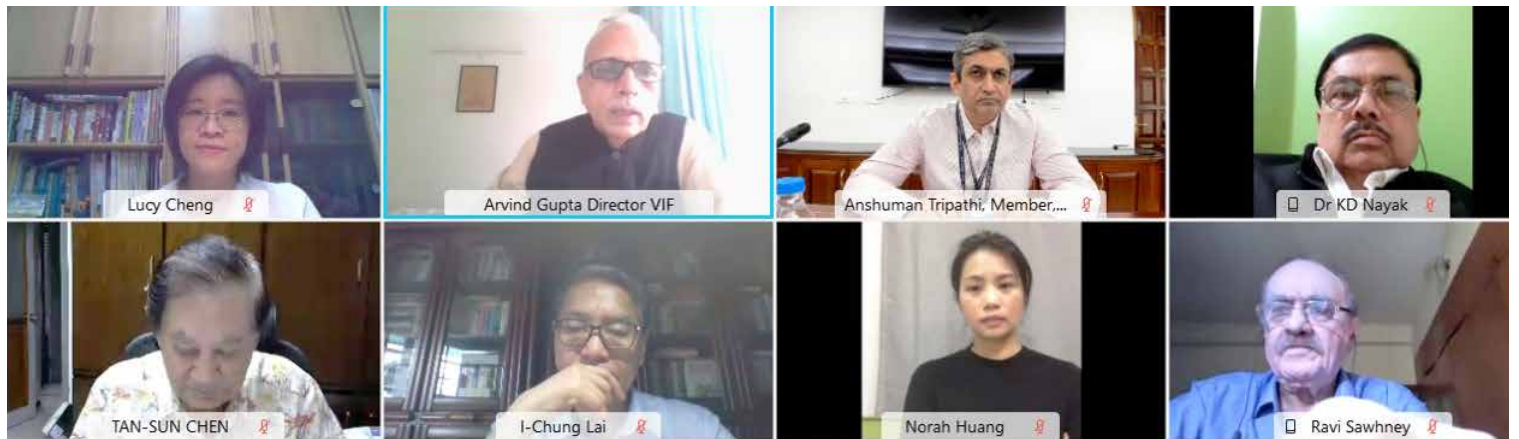 Lucy Cheng
Arvind Gupta Director VIF
Anshuman Tripathi, Member,...
Dr KD Nayak
TAN-SUN CHEN
I-Chung Lai
Norah Huang
Ravi Sawhney